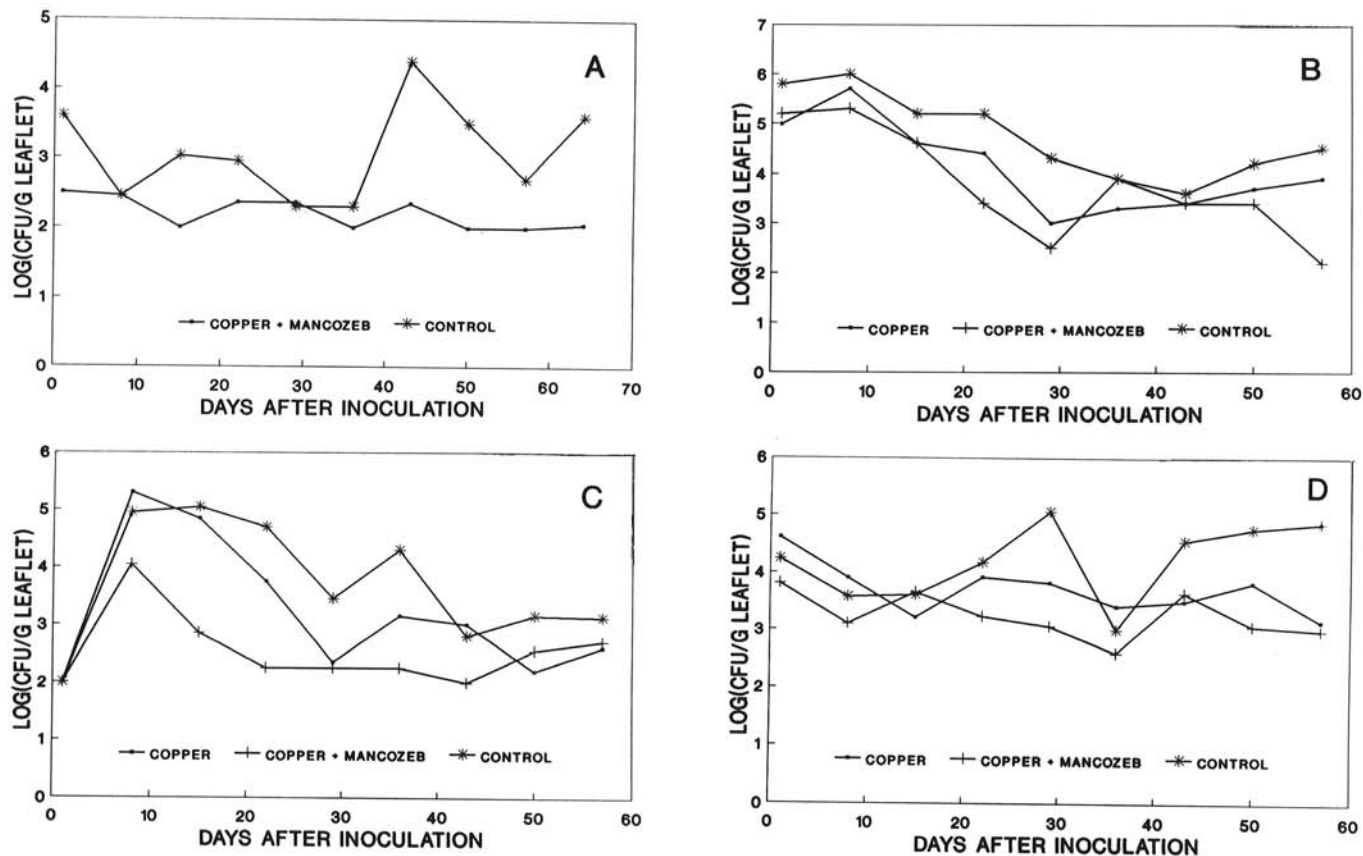 A
LOG(CFU/G LEAFLET)
5
4
3
2
1
0
COPPER + MANCOZEB CONTROL
0 10 20 30 40 50 60 70
DAYS AFTER INOCULATION
B
LOG(CFU/G LEAFLET)
7
6
5
4
3
2
1
0
COPPER COPPER + MANCOZEB CONTROL
0 10 20 30 40 50 60
DAYS AFTER INOCULATION
C
LOG(CFU/G LEAFLET)
6
5
4
3
2
1
0
COPPER COPPER + MANCOZEB CONTROL
0 10 20 30 40 50 60
DAYS AFTER INOCULATION
D
LOG(CFU/G LEAFLET)
6
5
4
3
2
1
0
COPPER COPPER + MANCOZEB CONTROL
0 10 20 30 40 50 60
DAYS AFTER INOCULATION